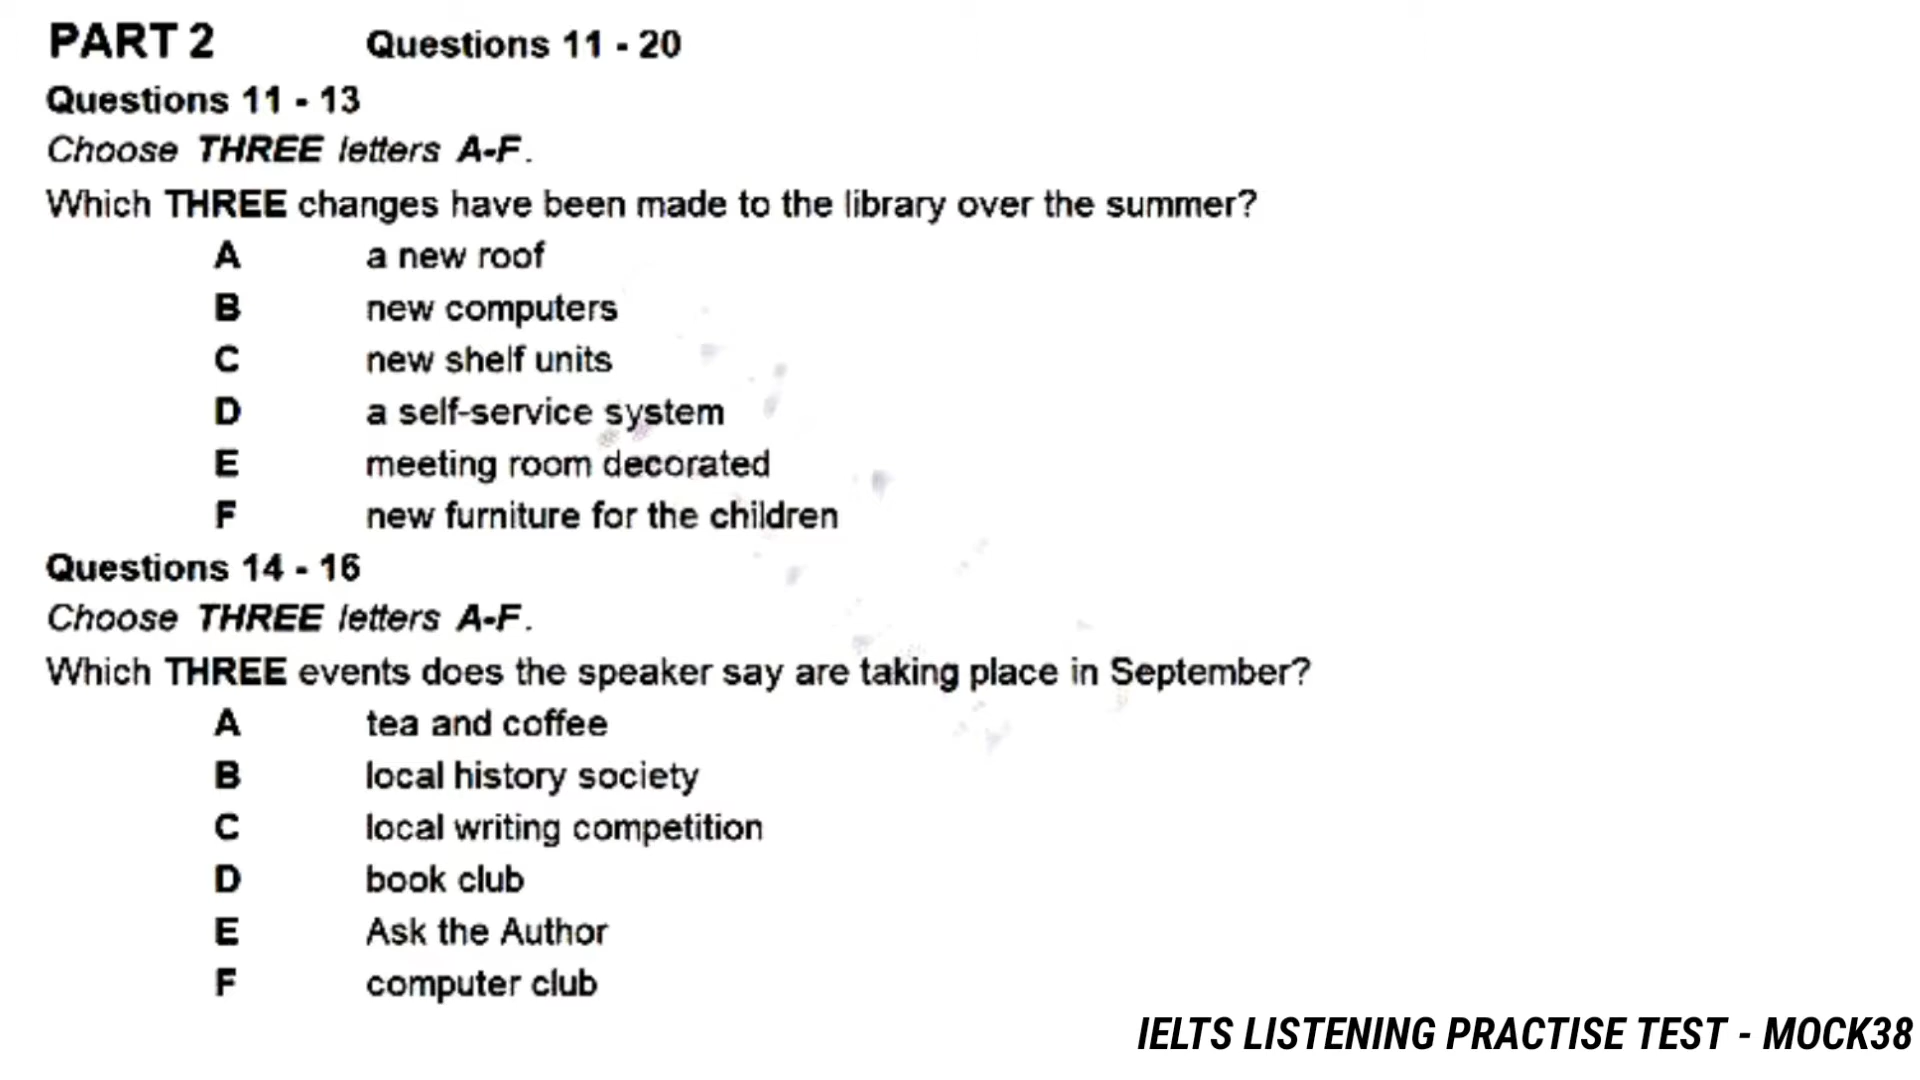 PART 2 Questions 11 - 20
Questions 11 - 13
Choose THREE letters A-F.
Which THREE changes have been made to the library over the summer?
A a new roof
B new computers
C new shelf units
D a self-service system
E meeting room decorated
F new furniture for the children
Questions 14 - 16
Choose THREE letters A-F.
Which THREE events does the speaker say are taking place in September?
A tea and coffee
B local history society
C local writing competition
D book club
E Ask the Author
F computer club
IELTS LISTENING PRACTISE TEST - MOCK38